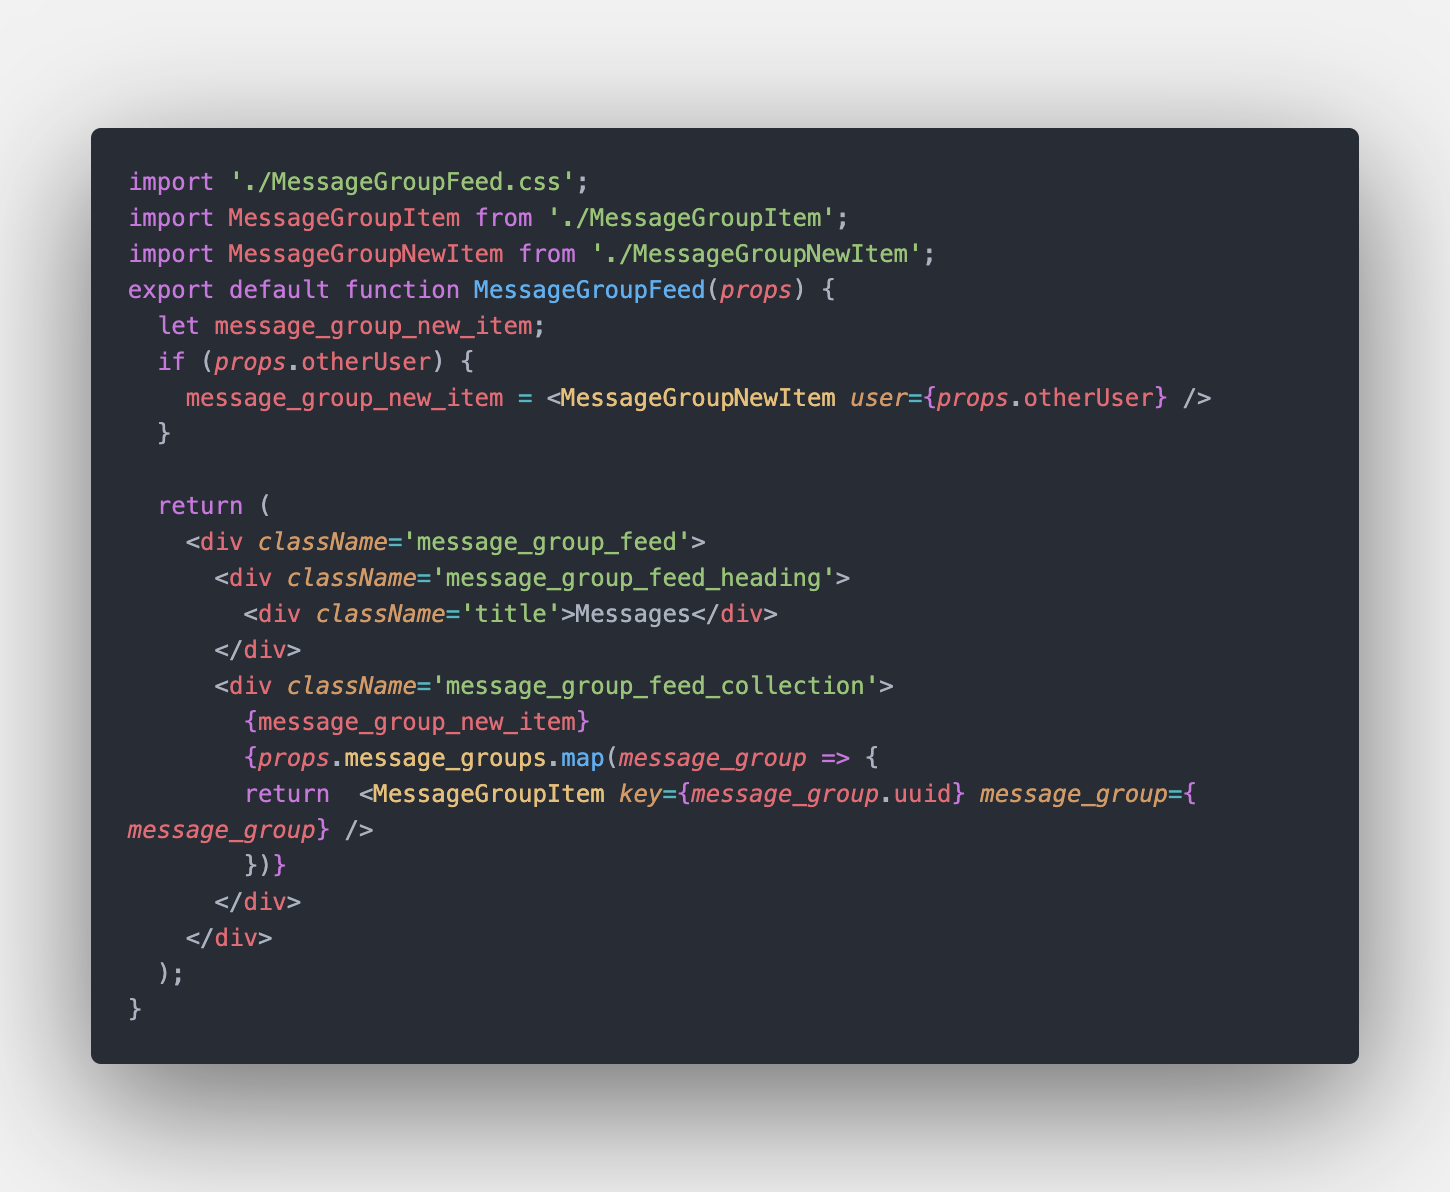 import './MessageGroupFeed.css';
import MessageGroupItem from './MessageGroupItem';
import MessageGroupNewItem from './MessageGroupNewItem';
export default function MessageGroupFeed(props) {
  let message_group_new_item;
  if (props.otherUser) {
    message_group_new_item = <MessageGroupNewItem user={props.otherUser} />
  }

  return (
    <div className='message_group_feed'>
      <div className='message_group_feed_heading'>
        <div className='title'>Messages</div>
      </div>
      <div className='message_group_feed_collection'>
        {message_group_new_item}
        {props.message_groups.map(message_group => {
        return  <MessageGroupItem key={message_group.uuid} message_group={
message_group} />
        })}
      </div>
    </div>
  );
}